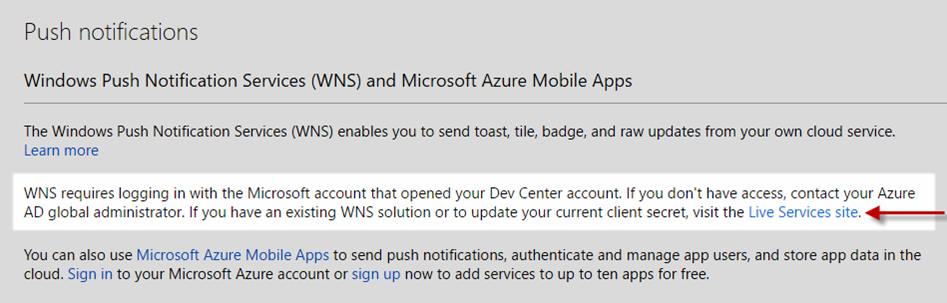 Push notifications
Windows Push Notification Services (WNS) and Microsoft Azure Mobile Apps
The Windows Push Notification Services (WNS) enables you to send toast, tile, badge, and raw updates from your own cloud service.
Learn more
WNS requires logging in with the Microsoft account that opened your Dev Center account. If you don't have access, contact your Azure
AD global administrator. If you have an existing WNS solution or to update your current client secret, visit the Live Services site.
You can also use Microsoft Azure Mobile Apps to send push notifications, authenticate and manage app users, and store app data in the
cloud. Sign in to your Microsoft Azure account or sign up now to add services to up to ten apps for free.